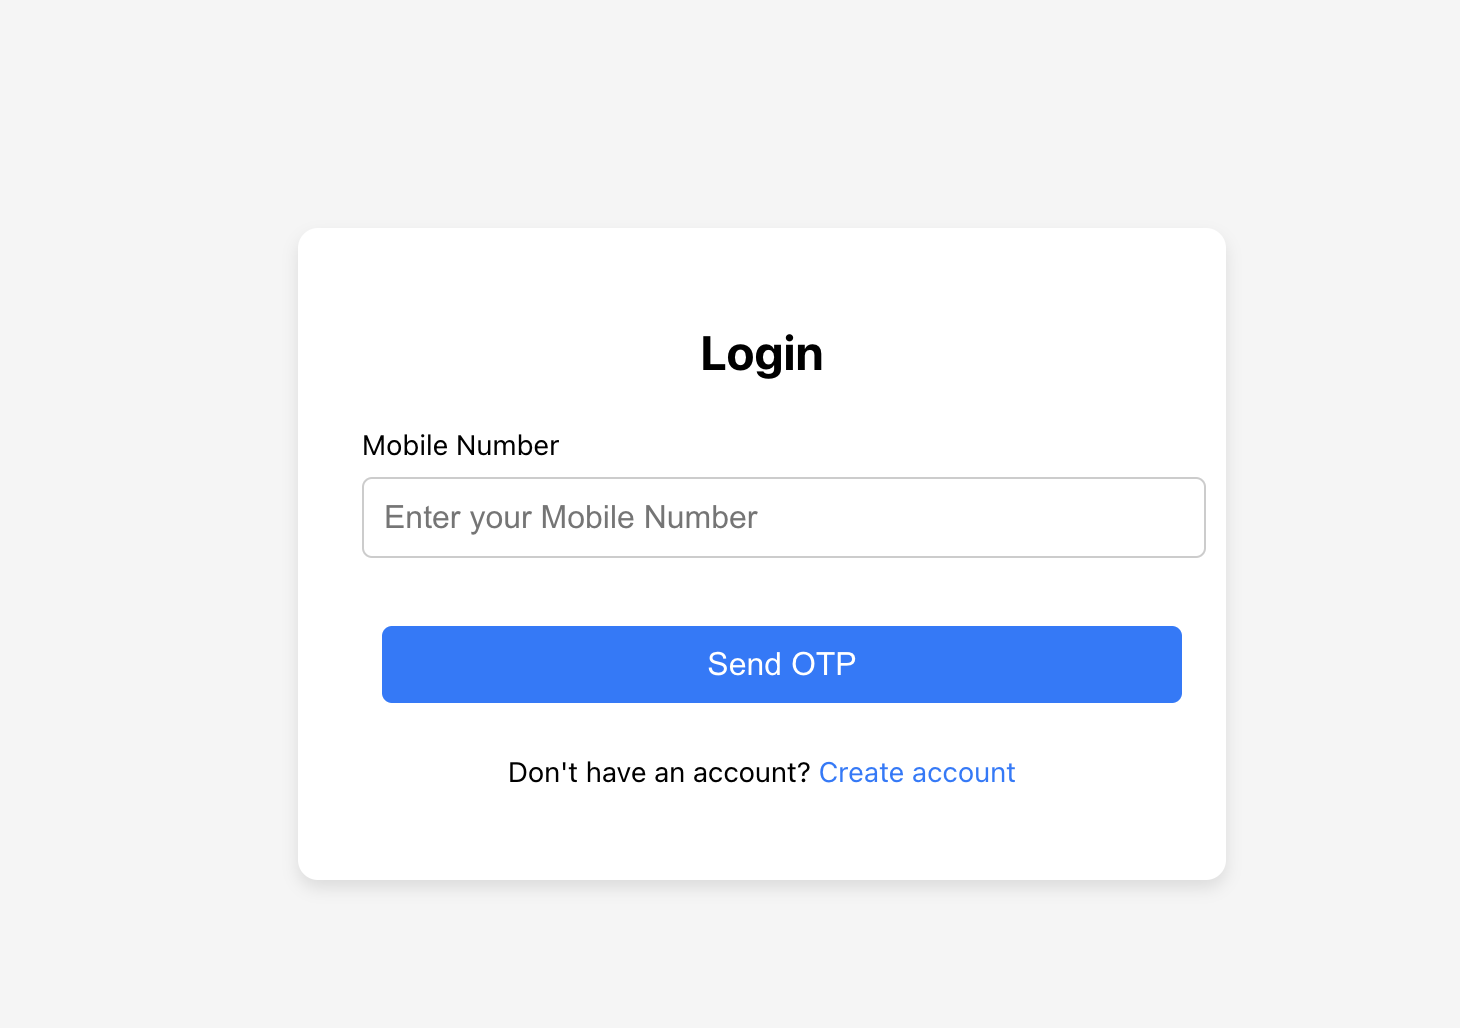 Login
Mobile Number
Enter your Mobile Number
Send OTP
Don't have an account? Create account